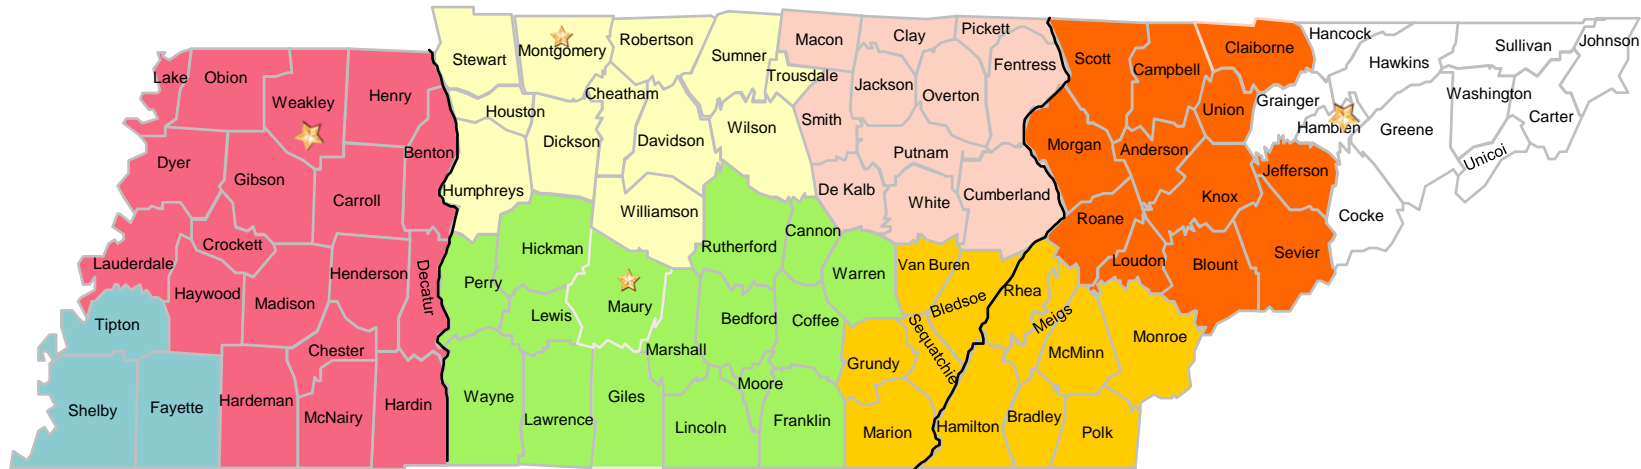 Lake
Obion
Weakley
Henry
Dyer
Gibson
Carroll
Benton
Crockett
Lauderdale
Haywood
Madison
Henderson
Decatur
Tipton
Chester
Shelby
Fayette
Hardeman
McNairy
Hardin
Stewart
Montgomery
Robertson
Sumner
Trousdale
Houston
Cheatham
Dickson
Davidson
Wilson
Humphreys
Williamson
Macon
Clay
Pickett
Fentress
Jackson
Overton
Smith
Putnam
De Kalb
White
Cumberland
Hickman
Rutherford
Cannon
Perry
Maury
Warren
Lewis
Bedford
Coffee
Marshall
Wayne
Lawrence
Giles
Moore
Lincoln
Franklin
Van Buren
Bledsoe
Rhea
Sequatchie
Meigs
Grundy
McMinn
Monroe
Marion
Hamilton
Bradley
Polk
Scott
Campbell
Claiborne
Union
Morgan
Anderson
Jefferson
Knox
Roane
Loudon
Blount
Sevier
Hancock
Hawkins
Sullivan
Johnson
Grainger
Hamblen
Washington
Carter
Greene
Unicoi
Cocke